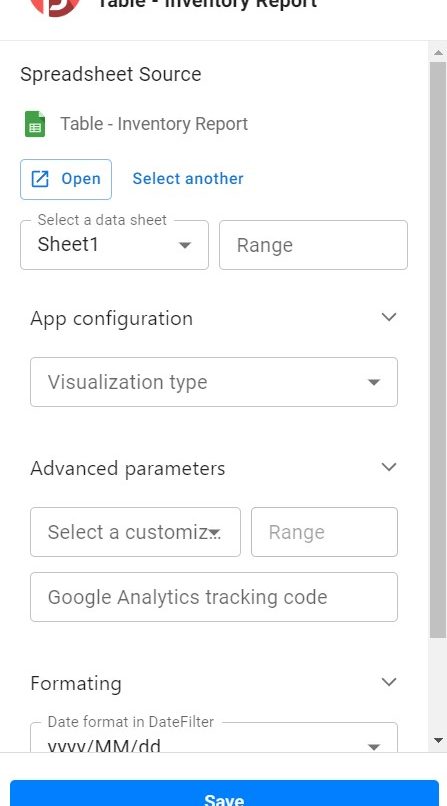 Table - Inventory Report
Spreadsheet Source
Table - Inventory Report
Open Select another
Select a data sheet
Sheet1 Range
App configuration
Visualization type
Advanced parameters
Select a customiz... Range
Google Analytics tracking code
Formating
Date format in DateFilter
yyyy/MM/dd
Save